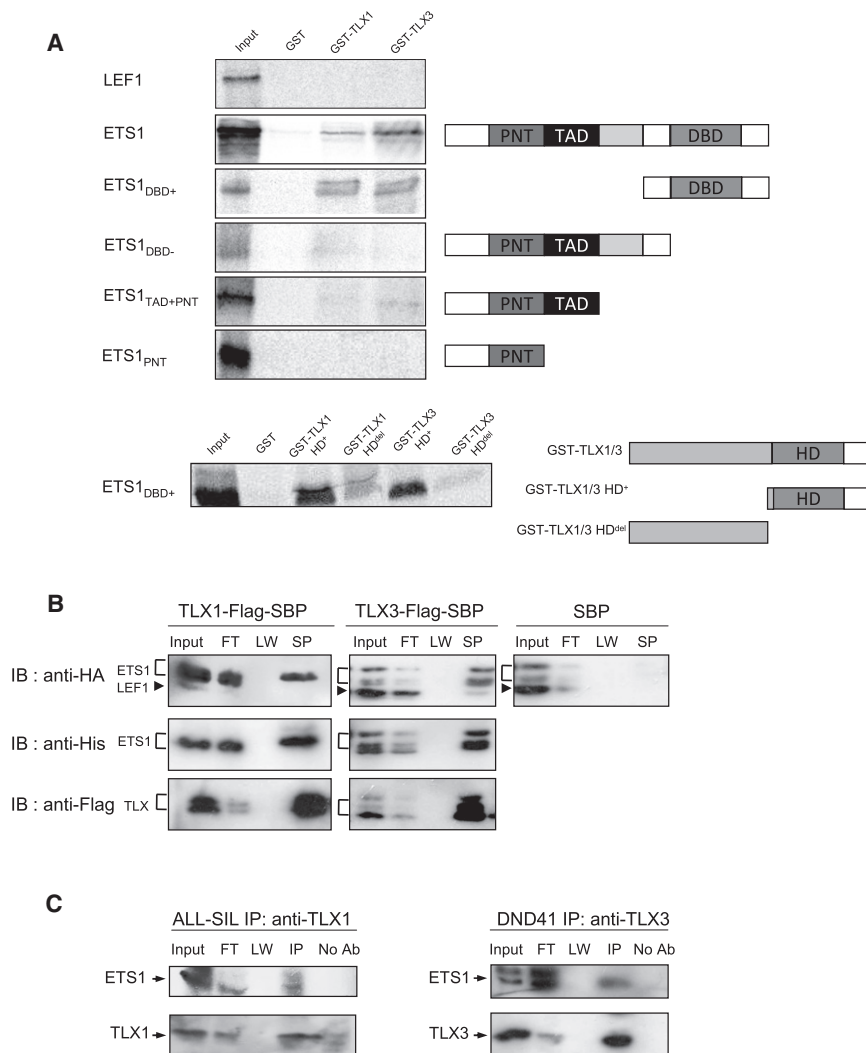 A
Input GST GST-TLX1 GST-TLX3
LEF1
ETS1
PNT TAD DBD
ETS1DBD+
DBD
ETS1DBD-
PNT TAD
ETS1TAD+PNT
PNT TAD
ETS1PNT
PNT
Input GST GST-TLX1 HD+ GST-TLX1 HDdel GST-TLX3 HD+ GST-TLX3 HDdel
ETS1DBD+
GST-TLX1/3
HD
GST-TLX1/3 HD+
HD
GST-TLX1/3 HDdel
B
TLX1-Flag-SBP TLX3-Flag-SBP SBP
Input FT LW SP Input FT LW SP Input FT LW SP
IB : anti-HA ETS1
LEF1
IB : anti-His ETS1
IB : anti-Flag TLX
C
ALL-SIL IP: anti-TLX1 DND41 IP: anti-TLX3
Input FT LW IP No Ab Input FT LW IP No Ab
ETS1 ETS1
TLX1 TLX3